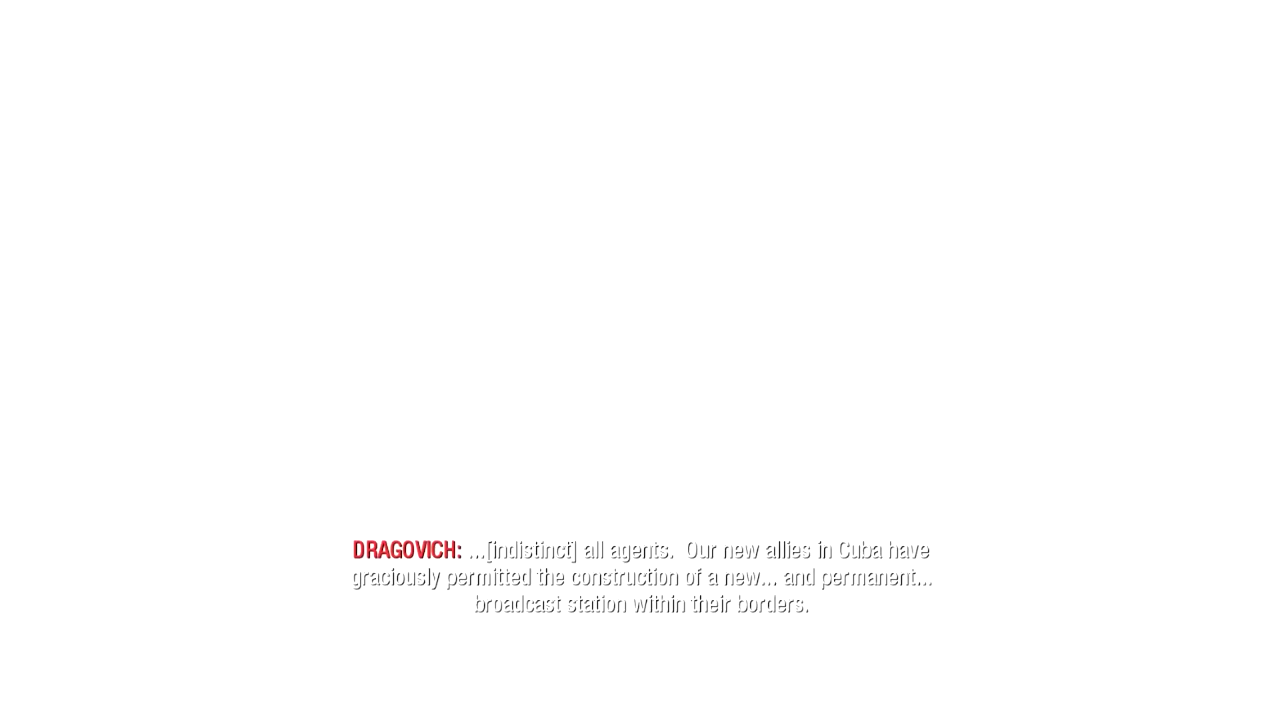 DRAGOVICH: ...[indistinct] all agents.  Our new allies in Cuba have
graciously permitted the construction of a new... and permanent...
broadcast station within their borders.